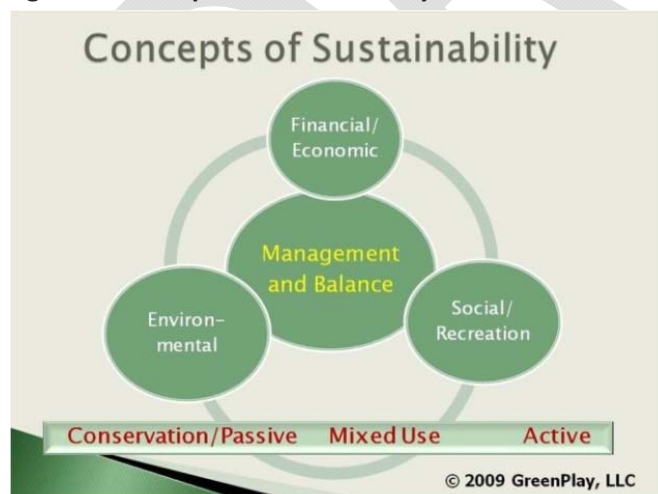 Concepts of Sustainability
Financial/
Economic
Management
and Balance
Environ-
mental
Social/
Recreation
Conservation/Passive Mixed Use Active
© 2009 GreenPlay, LLC